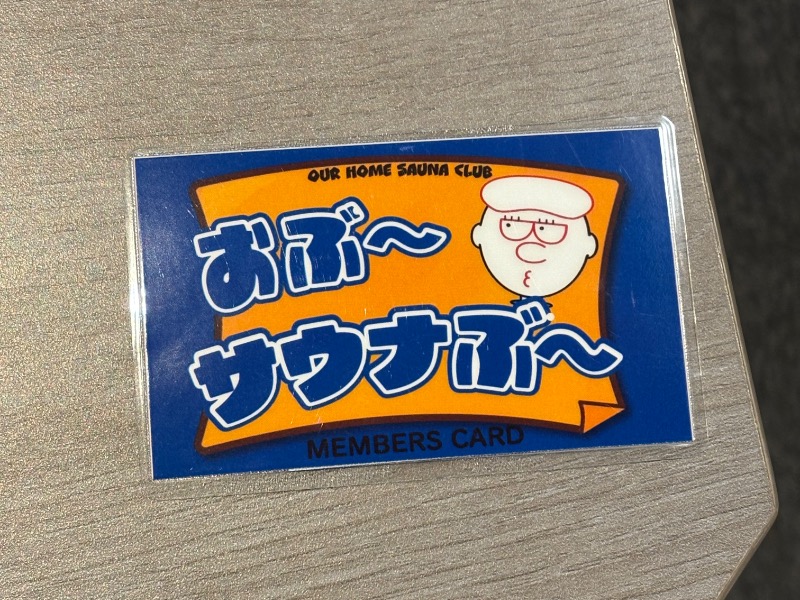 OUR HOME SAUNA CLUB
おぶ〜
サウナぶ〜
MEMBERS CARD